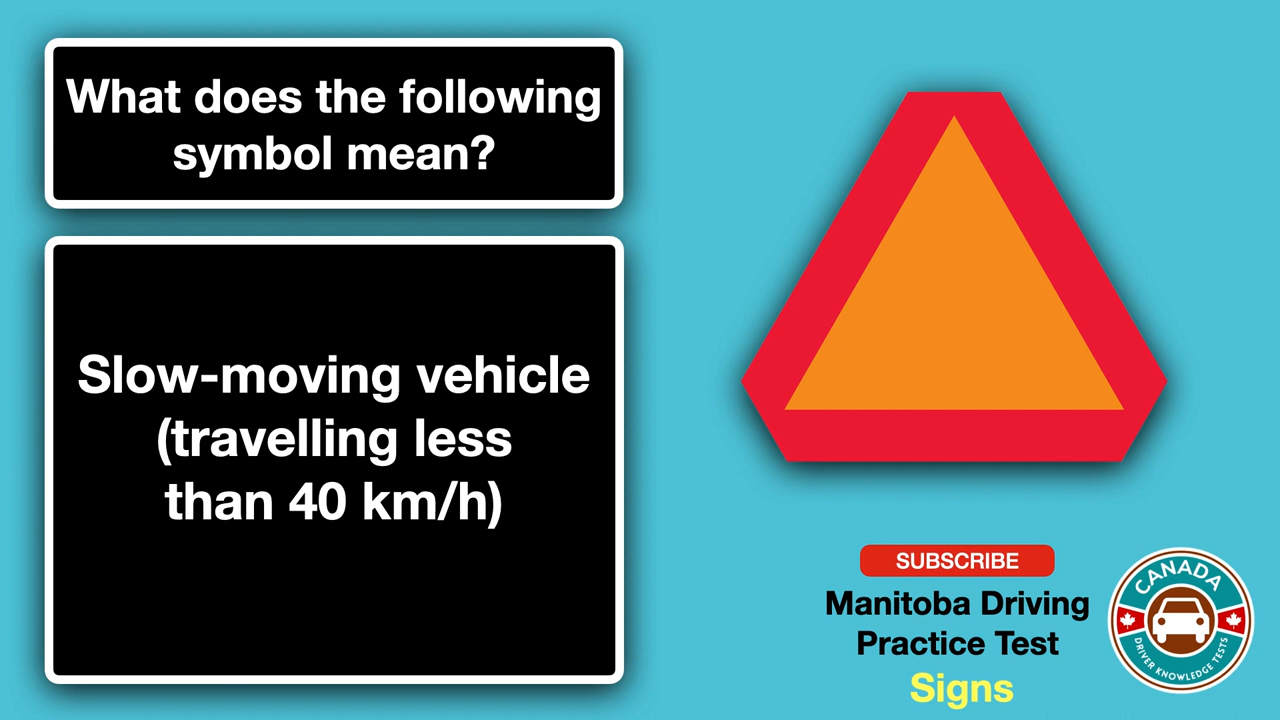 What does the following
symbol mean?
Slow-moving vehicle
(travelling less
than 40 km/h)
SUBSCRIBE
Manitoba Driving
Practice Test
Signs
CANADA
DRIVER KNOWLEDGE TESTS